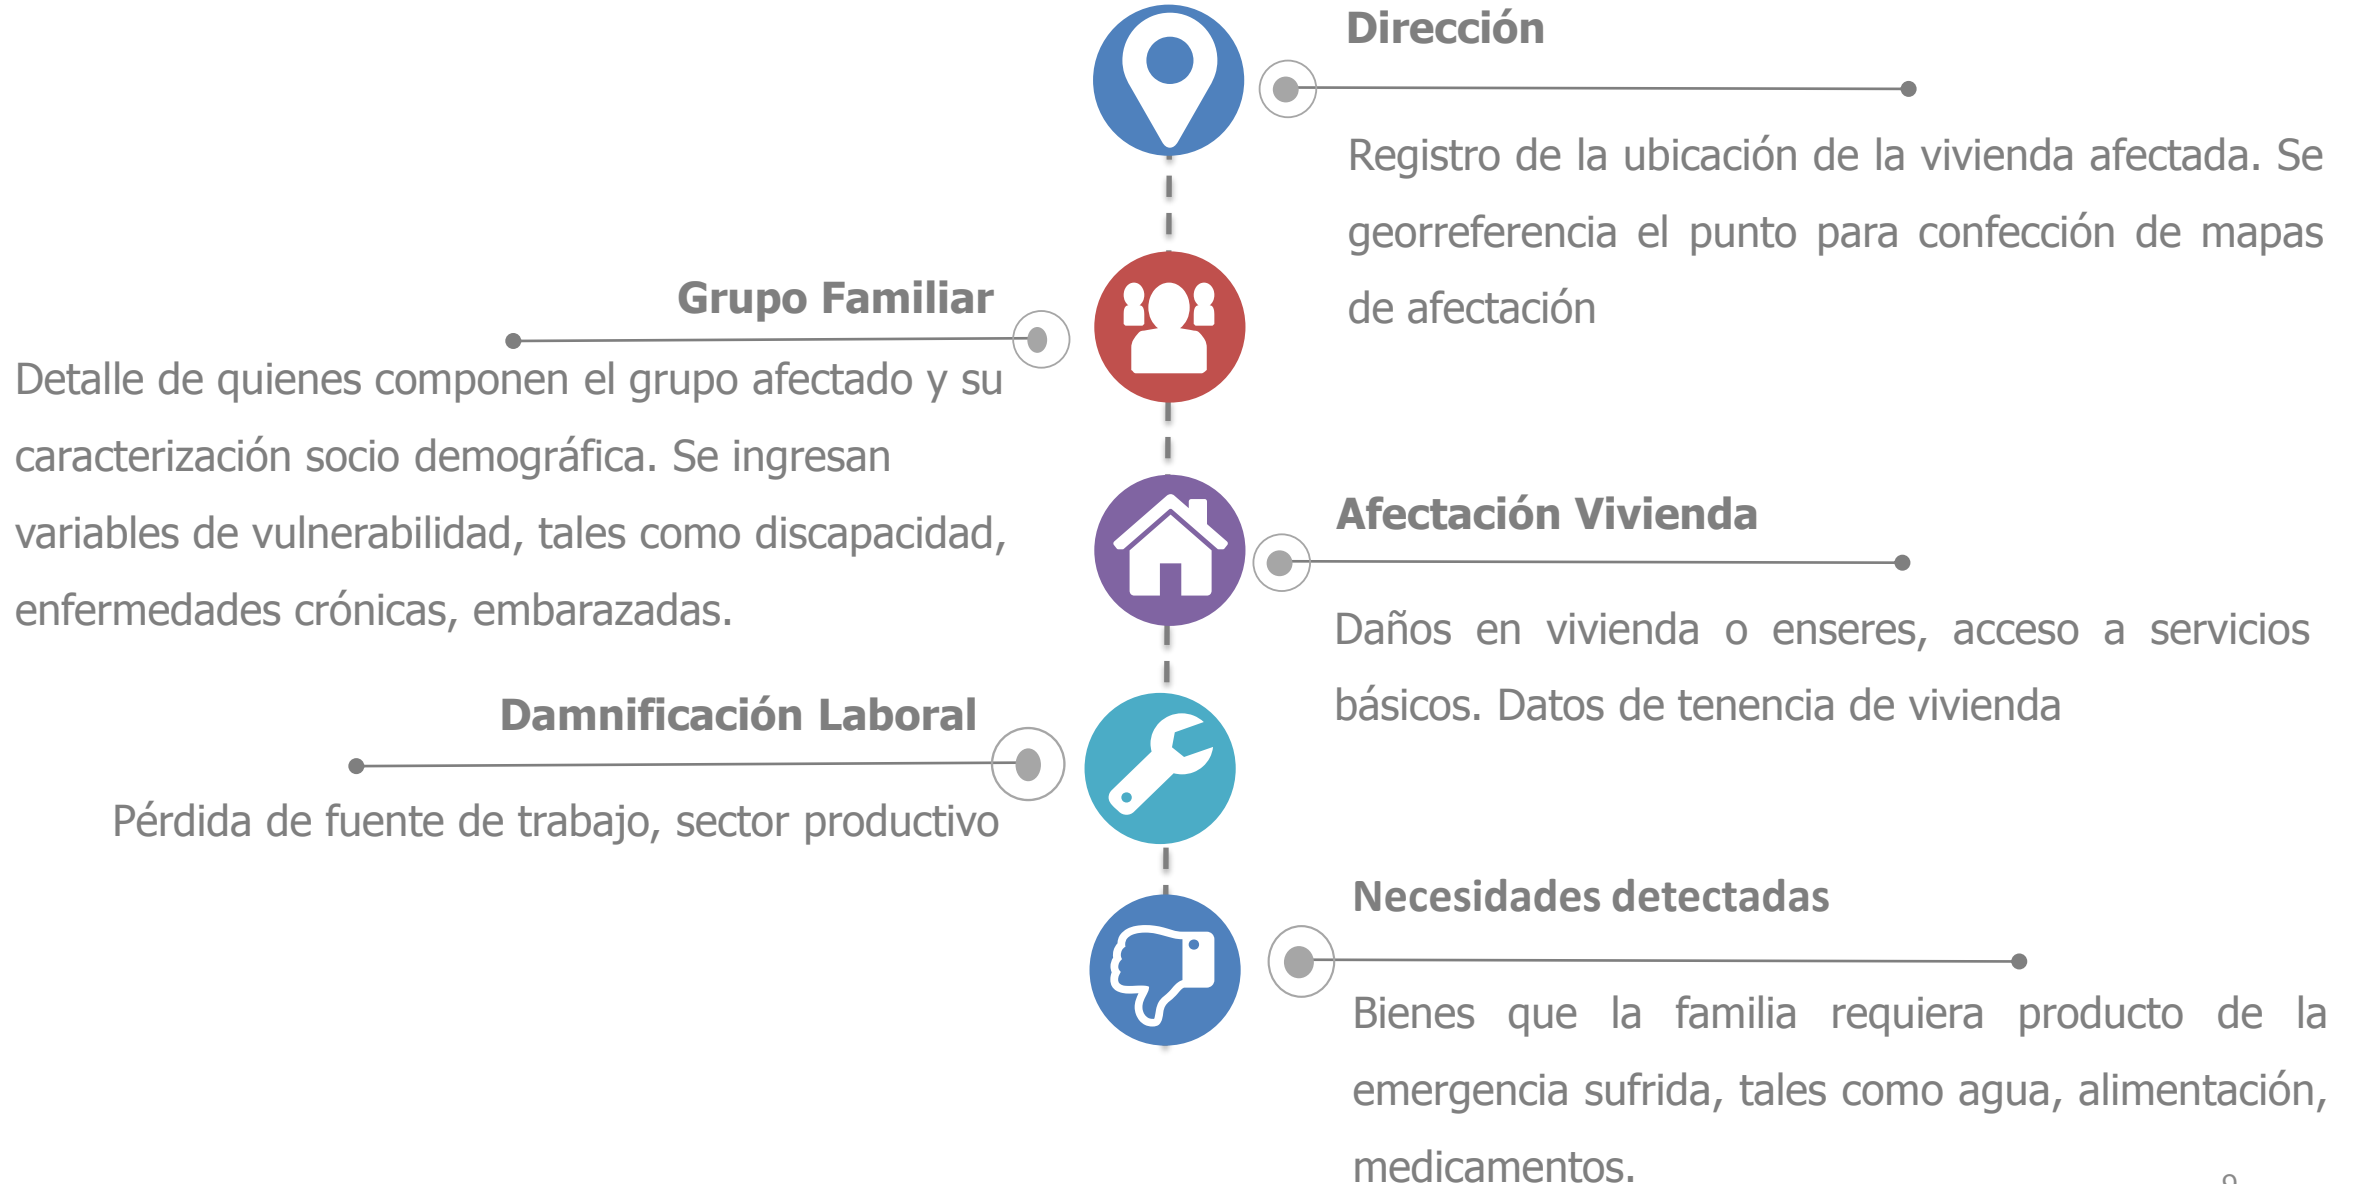 Dirección
Registro de la ubicación de la vivienda afectada. Se
georreferencia el punto para confección de mapas
de afectación
Grupo Familiar
Detalle de quienes componen el grupo afectado y su
caracterización socio demográfica. Se ingresan
variables de vulnerabilidad, tales como discapacidad,
enfermedades crónicas, embarazadas.
Afectación Vivienda
Daños en vivienda o enseres, acceso a servicios
básicos. Datos de tenencia de vivienda
Damnificación Laboral
Pérdida de fuente de trabajo, sector productivo
Necesidades detectadas
Bienes que la familia requiera producto de la
emergencia sufrida, tales como agua, alimentación,
medicamentos.